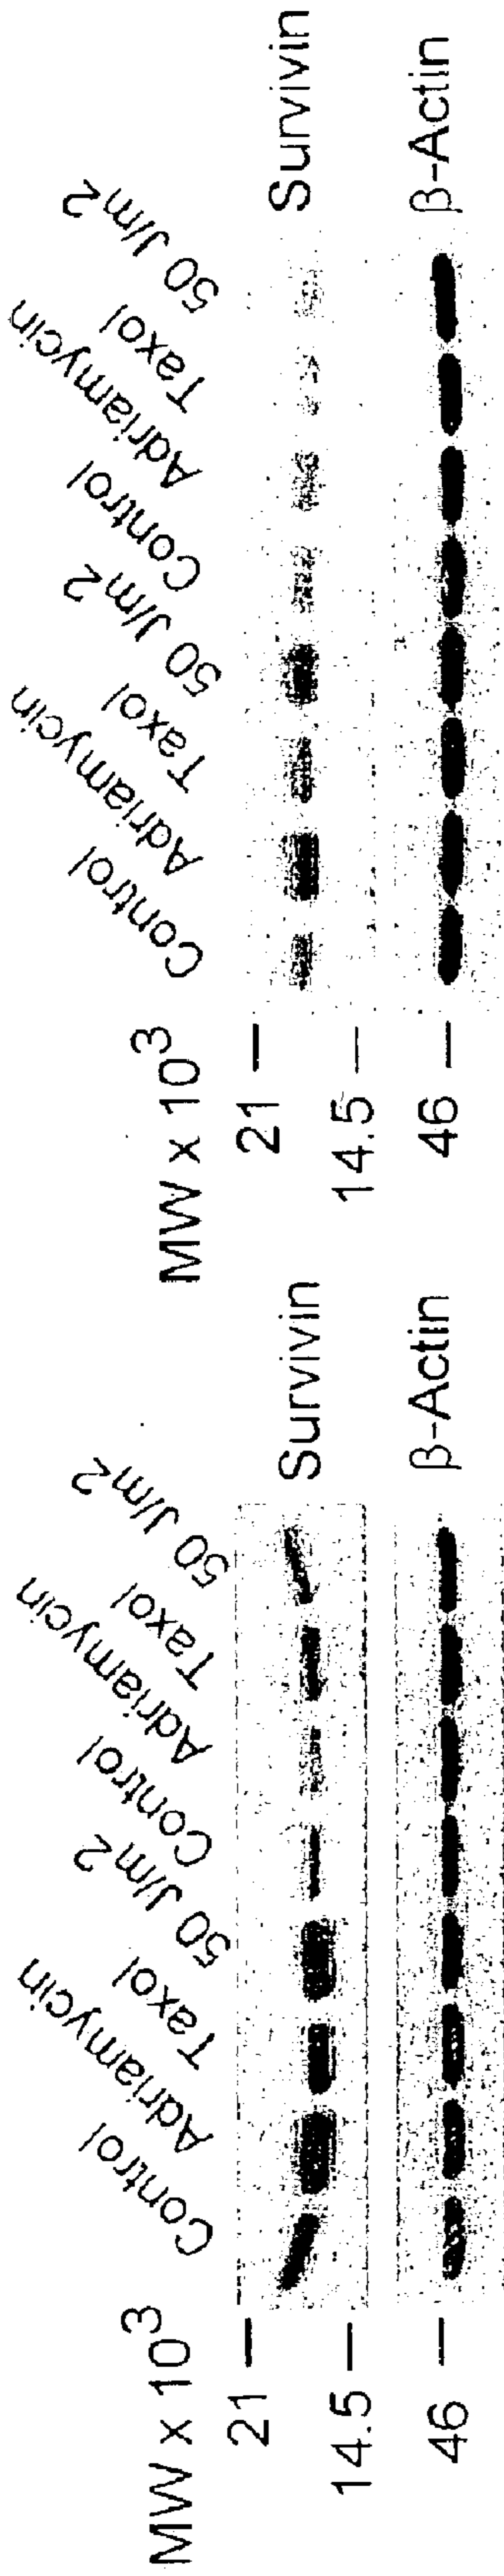 MW x 10³
Control
Adriamycin
Taxol
50 J/m²
Control
Adriamycin
Taxol
50 J/m²
21
14.5
Survivin
46
β-Actin
MW x 10³
Control
Adriamycin
Taxol
50 J/m²
Control
Adriamycin
Taxol
50 J/m²
21
14.5
Survivin
46
β-Actin